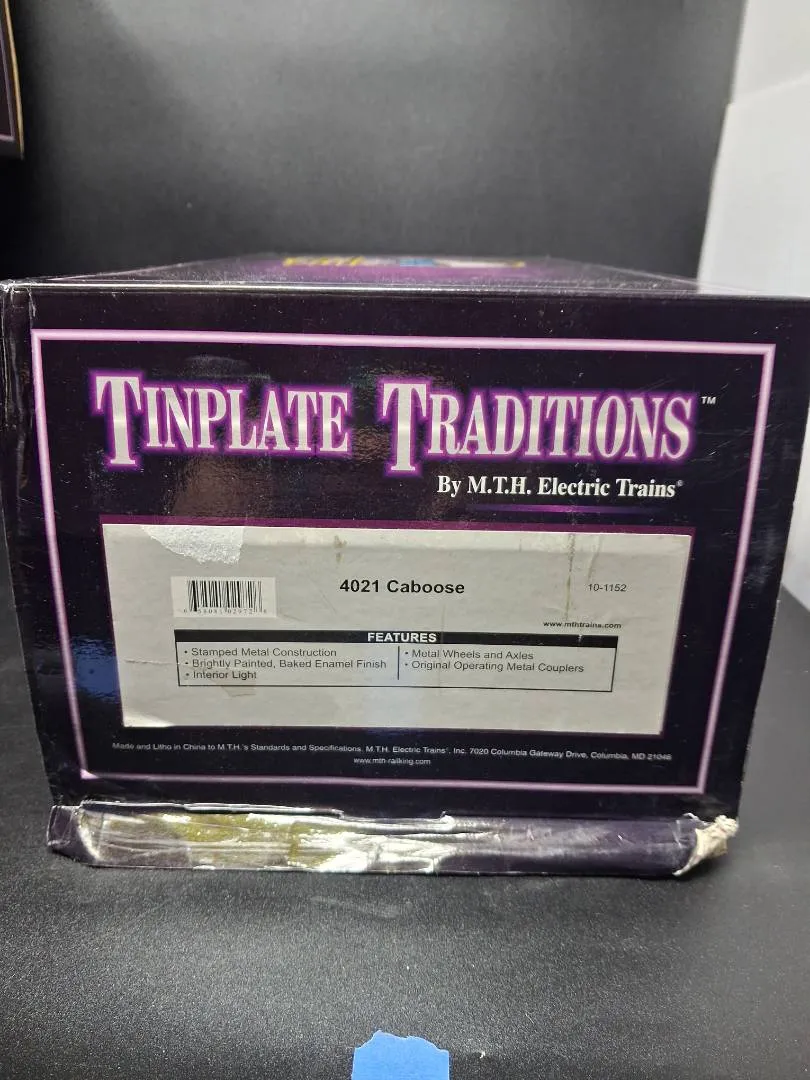 TINPLATE TRADITIONS™
By M.T.H. Electric Trains®
4021 Caboose
10-1152
www.mthtrains.com
FEATURES
• Stamped Metal Construction
• Brightly Painted, Baked Enamel Finish
• Interior Light
• Metal Wheels and Axles
• Original Operating Metal Couplers
Made and Litho in China to M.T.H.'s Standards and Specifications. M.T.H. Electric Trains®, Inc. 7020 Columbia Gateway Drive, Columbia, MD 21046
www.mth-railking.com